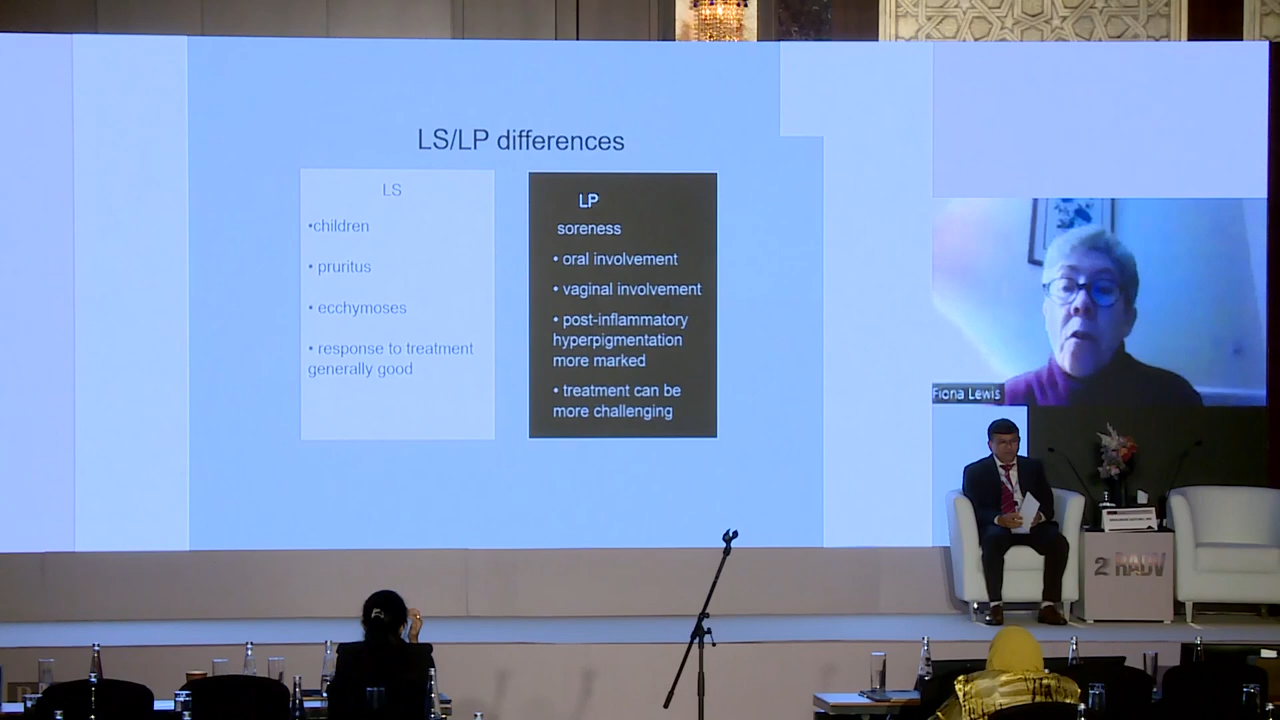 LS/LP differences
LS
•children
• pruritus
• ecchymoses
• response to treatment
generally good
LP
soreness
• oral involvement
• vaginal involvement
• post-inflammatory
hyperpigmentation
more marked
• treatment can be
more challenging
Fiona Lewis
2 RADV